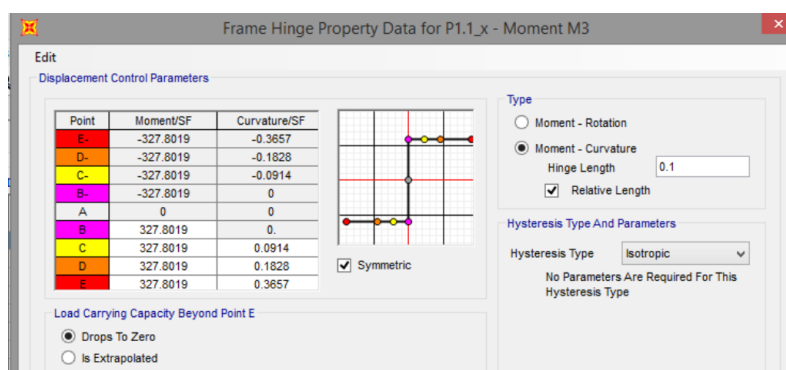 Frame Hinge Property Data for P1.1_x - Moment M3
Edit
Displacement Control Parameters
Point Moment/SF Curvature/SF
E- -327.8019 -0.3657
D- -327.8019 -0.1828
C- -327.8019 -0.0914
B- -327.8019 0
A 0 0
B 327.8019 0.
C 327.8019 0.0914
D 327.8019 0.1828
E 327.8019 0.3657
Symmetric
Load Carrying Capacity Beyond Point E
Drops To Zero
Is Extrapolated
Type
Moment - Rotation
Moment - Curvature
Hinge Length 0.1
Relative Length
Hysteresis Type And Parameters
Hysteresis Type Isotropic
No Parameters Are Required For This
Hysteresis Type